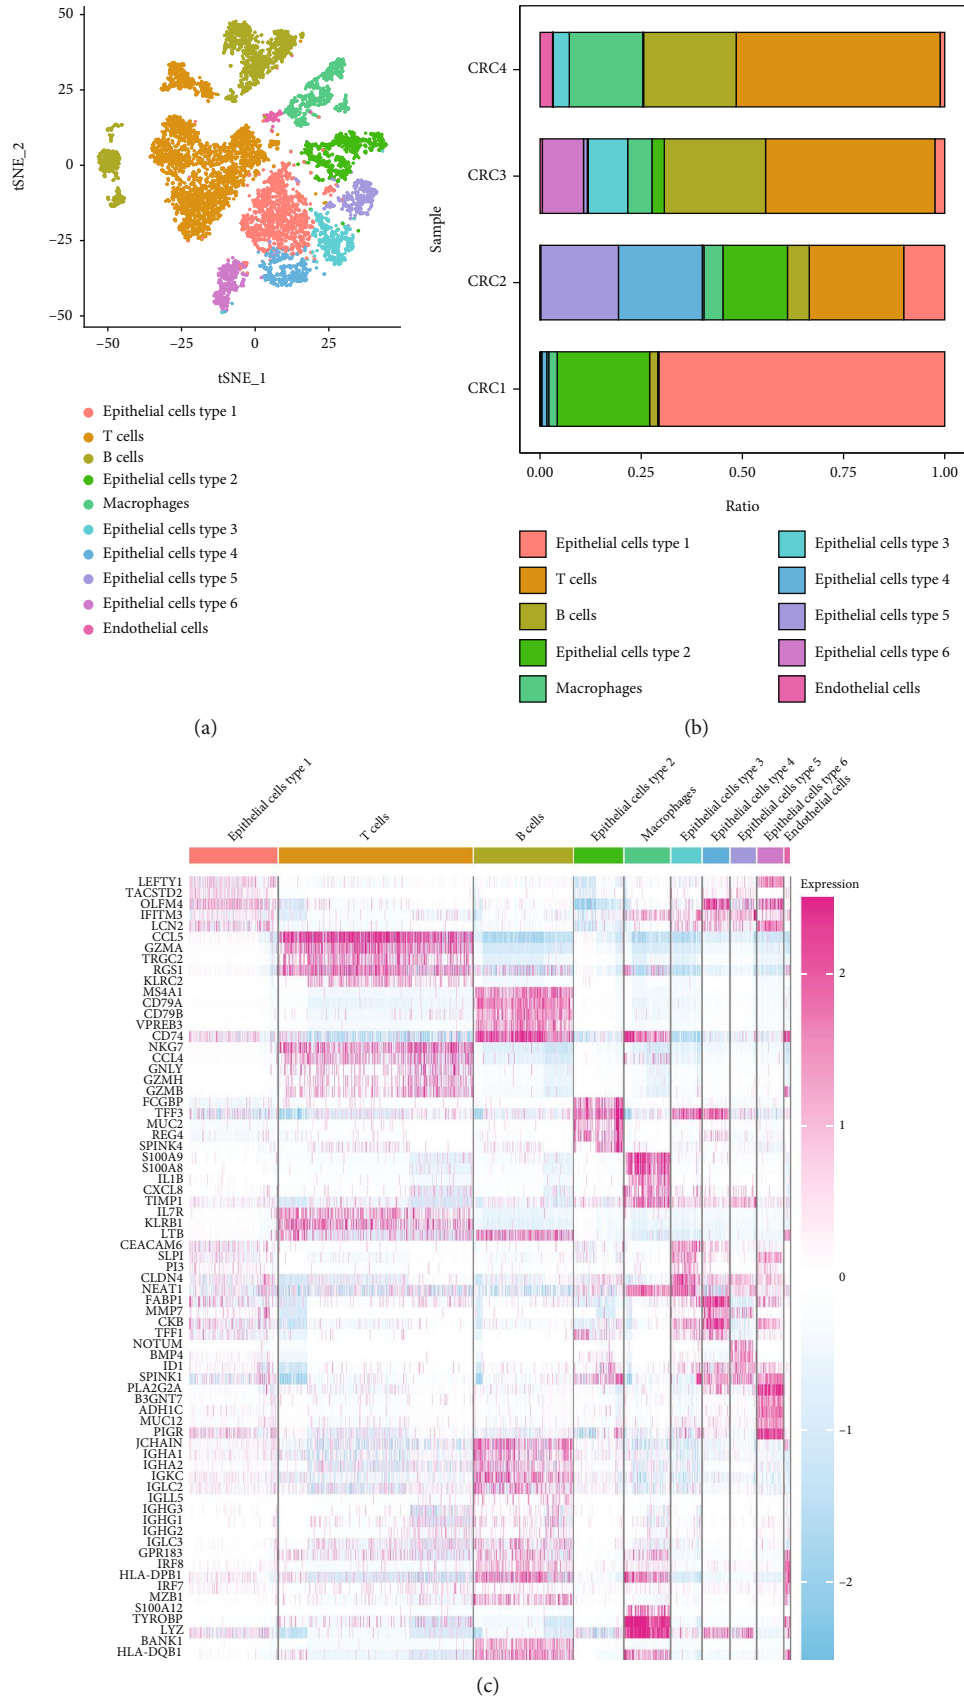 50
25
0
−25
−50
tSNE_2
−50
−25
0
25
tSNE_1
Epithelial cells type 1
T cells
B cells
Epithelial cells type 2
Macrophages
Epithelial cells type 3
Epithelial cells type 4
Epithelial cells type 5
Epithelial cells type 6
Endothelial cells
(a)
CRC4
CRC3
CRC2
CRC1
Sample
0.00
0.25
0.50
0.75
1.00
Ratio
Epithelial cells type 1
T cells
B cells
Epithelial cells type 2
Macrophages
Epithelial cells type 3
Epithelial cells type 4
Epithelial cells type 5
Epithelial cells type 6
Endothelial cells
(b)
Epithelial cells type 1
T cells
B cells
Epithelial cells type 2
Macrophages
Epithelial cells type 3
Epithelial cells type 4
Epithelial cells type 5
Epithelial cells type 6
Endothelial cells
LEFTY1
TACSTD2
OLFM4
IFITM3
LCN2
CCL5
GZMA
TRGC2
RGS1
KLRC2
MS4A1
CD79A
CD79B
VPREB3
CD74
NKG7
CCL4
GNLY
GZMH
GZMB
FCGBP
TFF3
MUC2
REG4
SPINK4
S100A9
S100A8
IL1B
CXCL8
TIMP1
IL7R
KLRB1
LTB
CEACAM6
SLPI
PI3
CLDN4
NEAT1
FABP1
MMP7
CKB
TFF1
NOTUM
BMP4
ID1
SPINK1
PLA2G2A
B3GNT7
ADH1C
MUC12
PIGR
JCHAIN
IGHA1
IGHA2
IGKC
IGLC2
IGLL5
IGHG3
IGHG1
IGHG2
IGLC3
GPR183
IRF8
HLA-DPB1
IRF7
MZB1
S100A12
TYROBP
LYZ
BANK1
HLA-DQB1
Expression
2
1
0
−1
−2
(c)